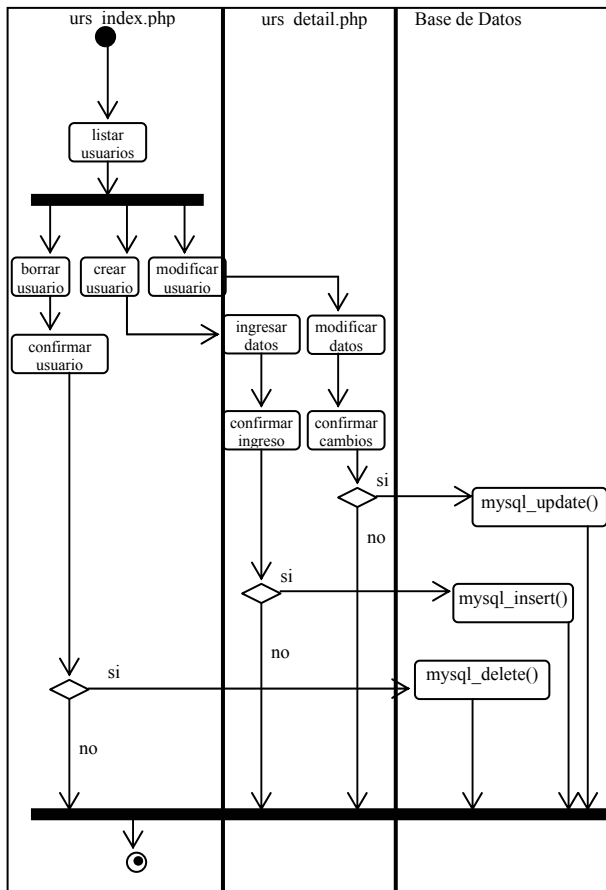 urs index.php
urs detail.php
Base de Datos
listar
usuarios
borrar
usuario
crear
usuario
modificar
usuario
ingresar
datos
modificar
datos
confirmar
usuario
confirmar
ingreso
confirmar
cambios
si
mysql_update()
no
si
mysql_insert()
no
si
mysql_delete()
no